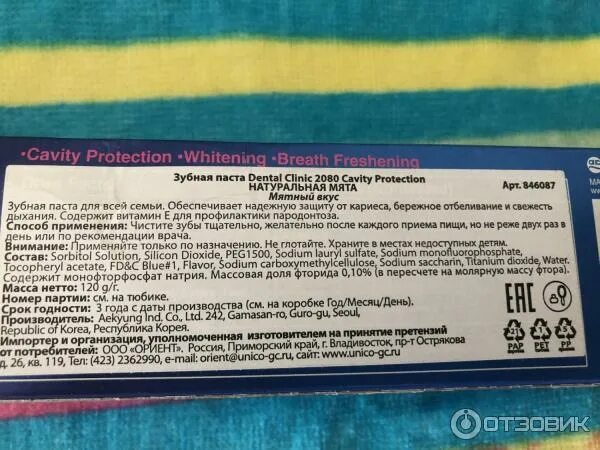 •Cavity Protection •Whitening •Breath Freshening
Зубная паста Dental Clinic 2080 Cavity Protection
НАТУРАЛЬНАЯ МЯТА
Арт. 846087
Мятный вкус
Зубная паста для всей семьи. Обеспечивает надежную защиту от кариеса, бережное отбеливание и свежесть
дыхания. Содержит витамин Е для профилактики пародонтоза.
Способ применения: Чистите зубы тщательно, желательно после каждого приема пищи, но не реже двух раз в
день или по рекомендации врача.
Внимание: Применяйте только по назначению. Не глотайте. Храните в местах недоступных детям.
Состав: Sorbitol Solution, Silicon Dioxide, PEG1500, Sodium lauryl sulfate, Sodium monofluorophosphate,
Tocopheryl acetate, FD&C Blue#1, Flavor, Sodium carboxymethylcellulose, Sodium saccharin, Titanium dioxide, Water.
Содержит монофторфосфат натрия. Массовая доля фторида 0,10% (в пересчете на молярную массу фтора).
Масса нетто: 120 g/г.
Номер партии: см. на тюбике.
Срок годности: 3 года с даты производства (см. на коробке Год/Месяц/День).
Производитель: Aekyung Ind. Co., Ltd. 242, Gamasan-ro, Guro-gu, Seoul,
Republic of Korea, Республика Корея.
Импортер и организация, уполномоченная изготовителем на принятие претензий
от потребителей: ООО «ОРИЕНТ». Россия, Приморский край, г. Владивосток, пр-т Острякова
д. 26, кв. 119, Тел: (423) 2362990, e-mail: orient@unico-gc.ru, сайт: www.unico-gc.ru
EAC
21 PAP
1 PET
5 PP
MA
www.
ОТЗОВИК